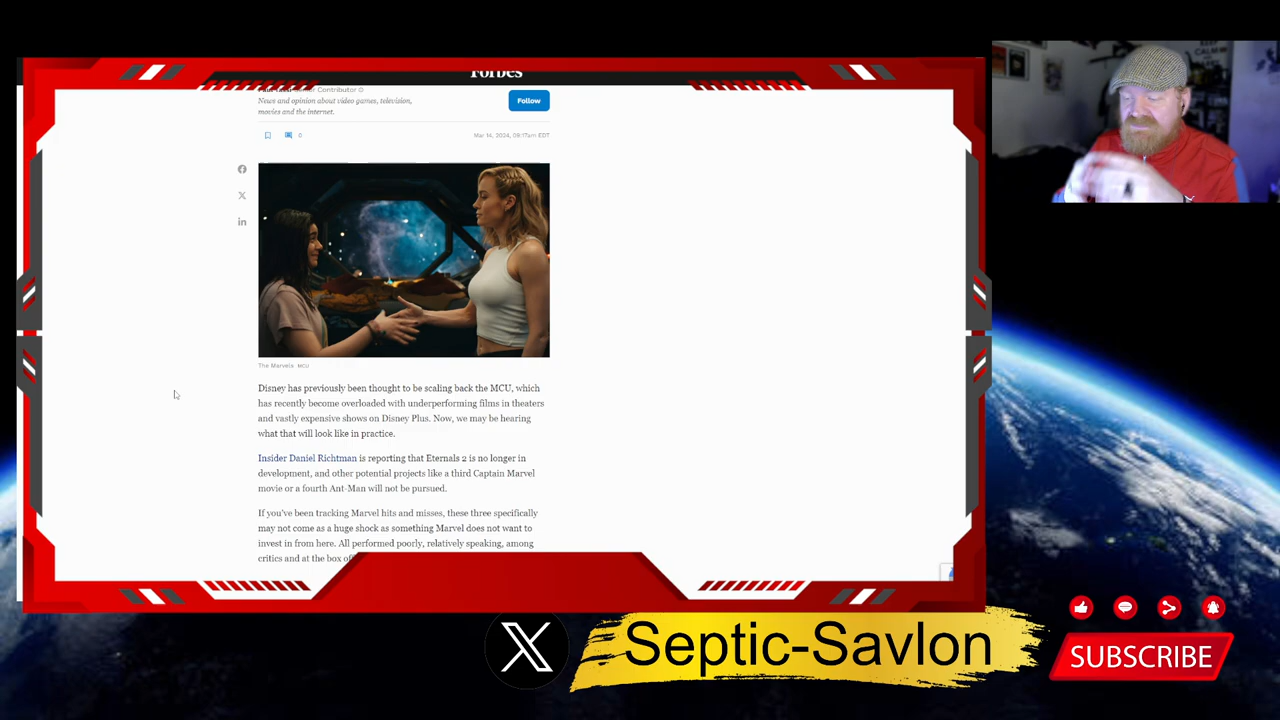 Forbes
Contributor
News and opinion about video games, television,
movies and the internet.
Follow
0
Mar 14, 2024, 09:17am EDT
The Marvels MCU
Disney has previously been thought to be scaling back the MCU, which
has recently become overloaded with underperforming films in theaters
and vastly expensive shows on Disney Plus. Now, we may be hearing
what that will look like in practice.
Insider Daniel Richtman is reporting that Eternals 2 is no longer in
development, and other potential projects like a third Captain Marvel
movie or a fourth Ant-Man will not be pursued.
If you've been tracking Marvel hits and misses, these three specifically
may not come as a huge shock as something Marvel does not want to
invest in from here. All performed poorly, relatively speaking, among
critics and at the box
KEEP
CALM
X
Septic-Savlon
SUBSCRIBE